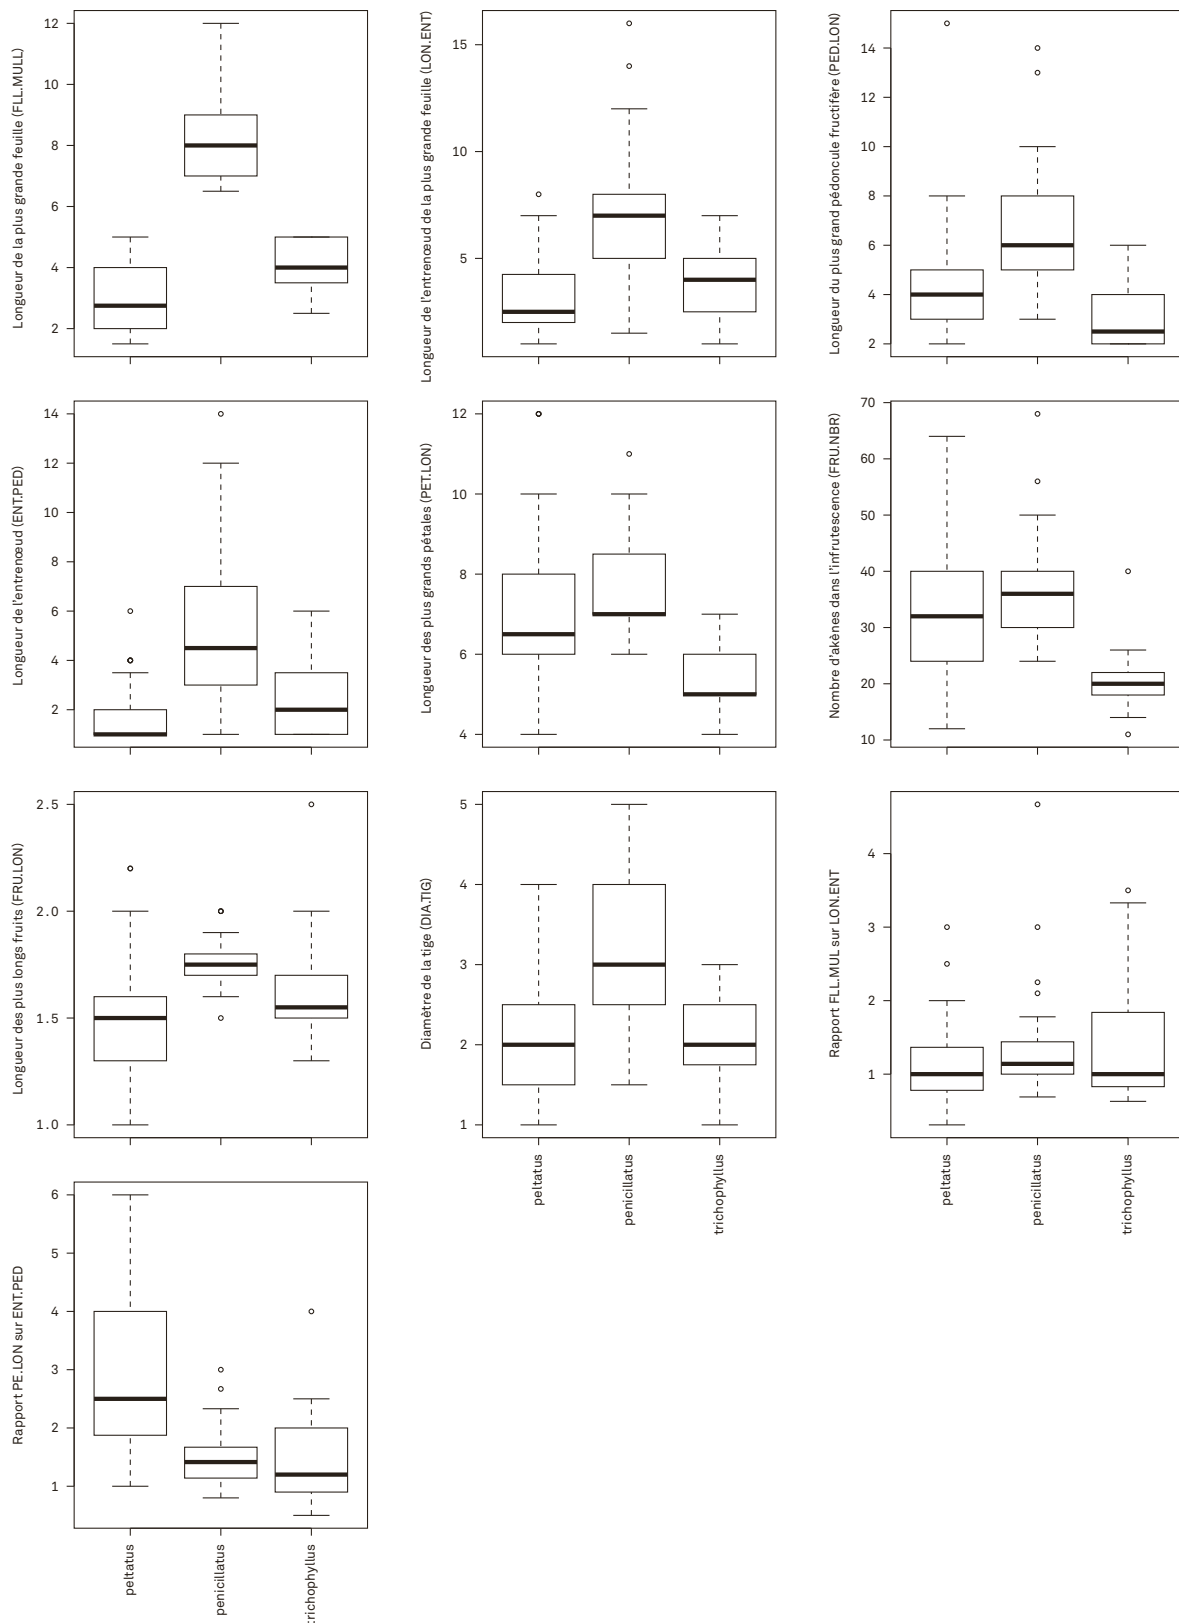 Longueur de la plus grande feuille (FLL.MULL)
12
10
8
6
4
2
Longueur de l'entrenœud de la plus grande feuille (LON.ENT)
15
10
5
Longueur du plus grand pédoncule fructifère (PED.LON)
14
12
10
8
6
4
2
Longueur de l'entrenœud (ENT.PED)
14
12
10
8
6
4
2
Longueur des plus grands pétales (PET.LON)
12
10
8
6
4
Nombre d'akènes dans l'infrutescence (FRU.NBR)
70
60
50
40
30
20
10
Longueur des plus longs fruits (FRU.LON)
2.5
2.0
1.5
1.0
Diamètre de la tige (DIA.TIG)
5
4
3
2
1
peltatus
penicillatus
trichophyllus
Rapport FLL.MUL sur LON.ENT
4
3
2
1
peltatus
penicillatus
trichophyllus
Rapport PE.LON sur ENT.PED
6
5
4
3
2
1
peltatus
penicillatus
trichophyllus